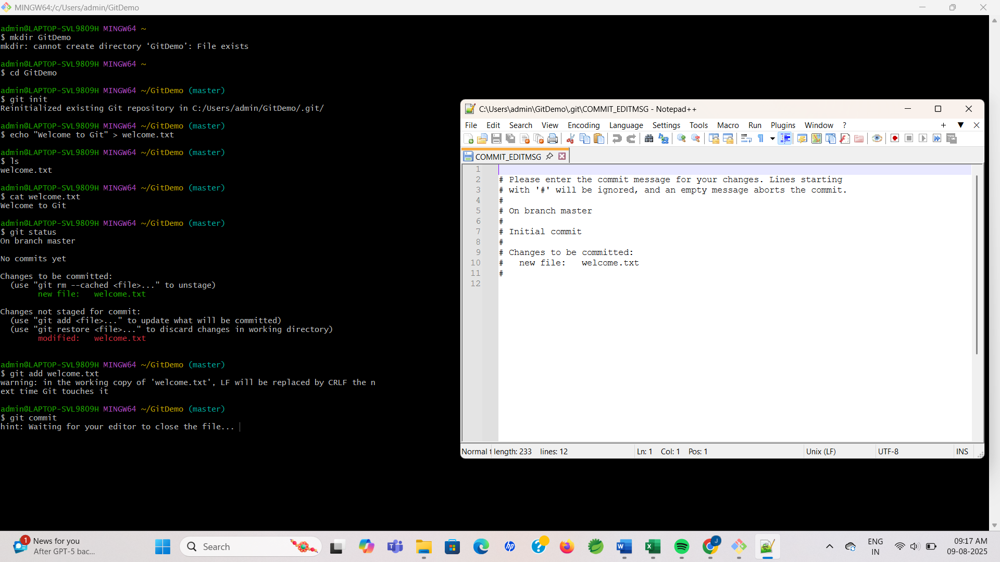 MINGW64:/c/Users/admin/GitDemo
admin@LAPTOP-SVL98O9H MINGW64 ~
$ mkdir GitDemo
mkdir: cannot create directory ‘GitDemo’: File exists
admin@LAPTOP-SVL98O9H MINGW64 ~
$ cd GitDemo
admin@LAPTOP-SVL98O9H MINGW64 ~/GitDemo (master)
$ git init
Reinitialized existing Git repository in C:/Users/admin/GitDemo/.git/
admin@LAPTOP-SVL98O9H MINGW64 ~/GitDemo (master)
$ echo "Welcome to Git" > welcome.txt
admin@LAPTOP-SVL98O9H MINGW64 ~/GitDemo (master)
$ ls
welcome.txt
admin@LAPTOP-SVL98O9H MINGW64 ~/GitDemo (master)
$ cat welcome.txt
Welcome to Git
admin@LAPTOP-SVL98O9H MINGW64 ~/GitDemo (master)
$ git status
On branch master
No commits yet
Changes to be committed:
  (use "git rm --cached <file>..." to unstage)
        new file:   welcome.txt
Changes not staged for commit:
  (use "git add <file>..." to update what will be committed)
  (use "git restore <file>..." to discard changes in working directory)
        modified:   welcome.txt
admin@LAPTOP-SVL98O9H MINGW64 ~/GitDemo (master)
$ git add welcome.txt
warning: in the working copy of 'welcome.txt', LF will be replaced by CRLF the n
ext time Git touches it
admin@LAPTOP-SVL98O9H MINGW64 ~/GitDemo (master)
$ git commit
hint: Waiting for your editor to close the file...
C:\Users\admin\GitDemo\.git\COMMIT_EDITMSG - Notepad++
File Edit Search View Encoding Language Settings Tools Macro Run Plugins Window ?
COMMIT_EDITMSG
1
2 # Please enter the commit message for your changes. Lines starting
3 # with '#' will be ignored, and an empty message aborts the commit.
4 #
5 # On branch master
6 #
7 # Initial commit
8 #
9 # Changes to be committed:
10 #   new file:   welcome.txt
11 #
12
Normal t length: 233 lines: 12 Ln: 1 Col: 1 Pos: 1 Unix (LF) UTF-8 INS
1 News for you
After GPT-5 bac...
Search
hp
W
X
J
ENG
IN
09:17 AM
09-08-2025